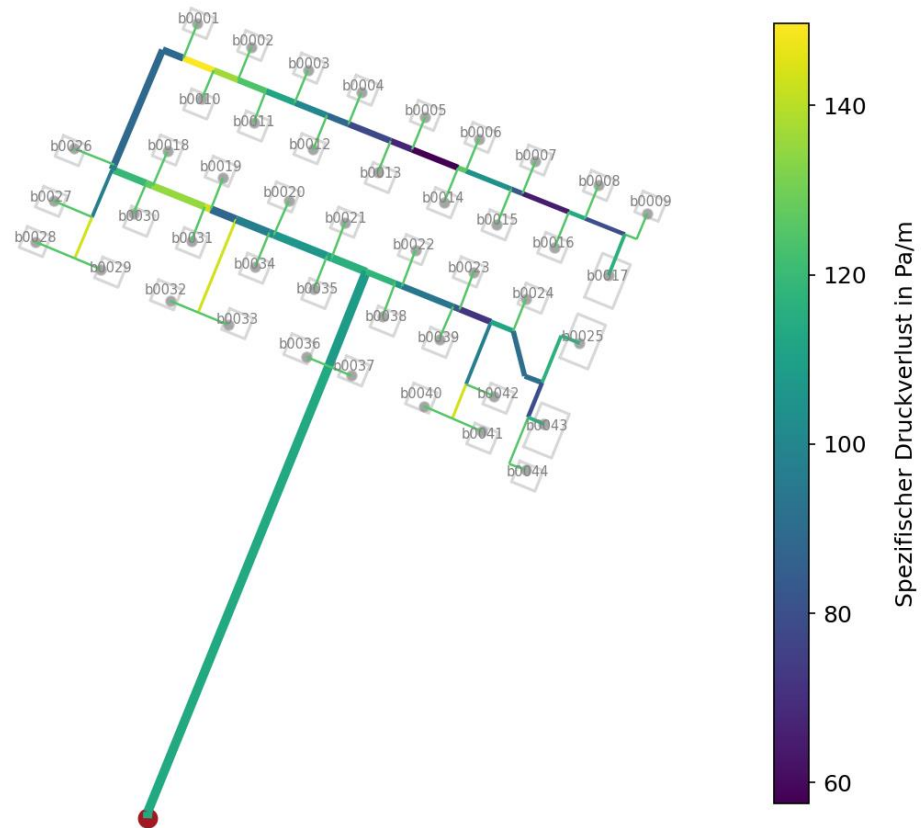 b0001
b0002
b0003
b0004
b0010
b0005
b0011
b0006
b0012
b0018
b0026
b0007
b0019
b0013
b0008
b0020
b0027
b0014
b0009
b0030
b0015
b0021
b0028
b0031
b0016
b0022
b0034
b0029
b0023
b0017
b0032
b0035
b0024
b0038
b0033
b0039
b0025
b0036
b0037
b0040
b0042
b0043
b0041
b0044
140
120
100
80
60
Spezifischer Druckverlust in Pa/m